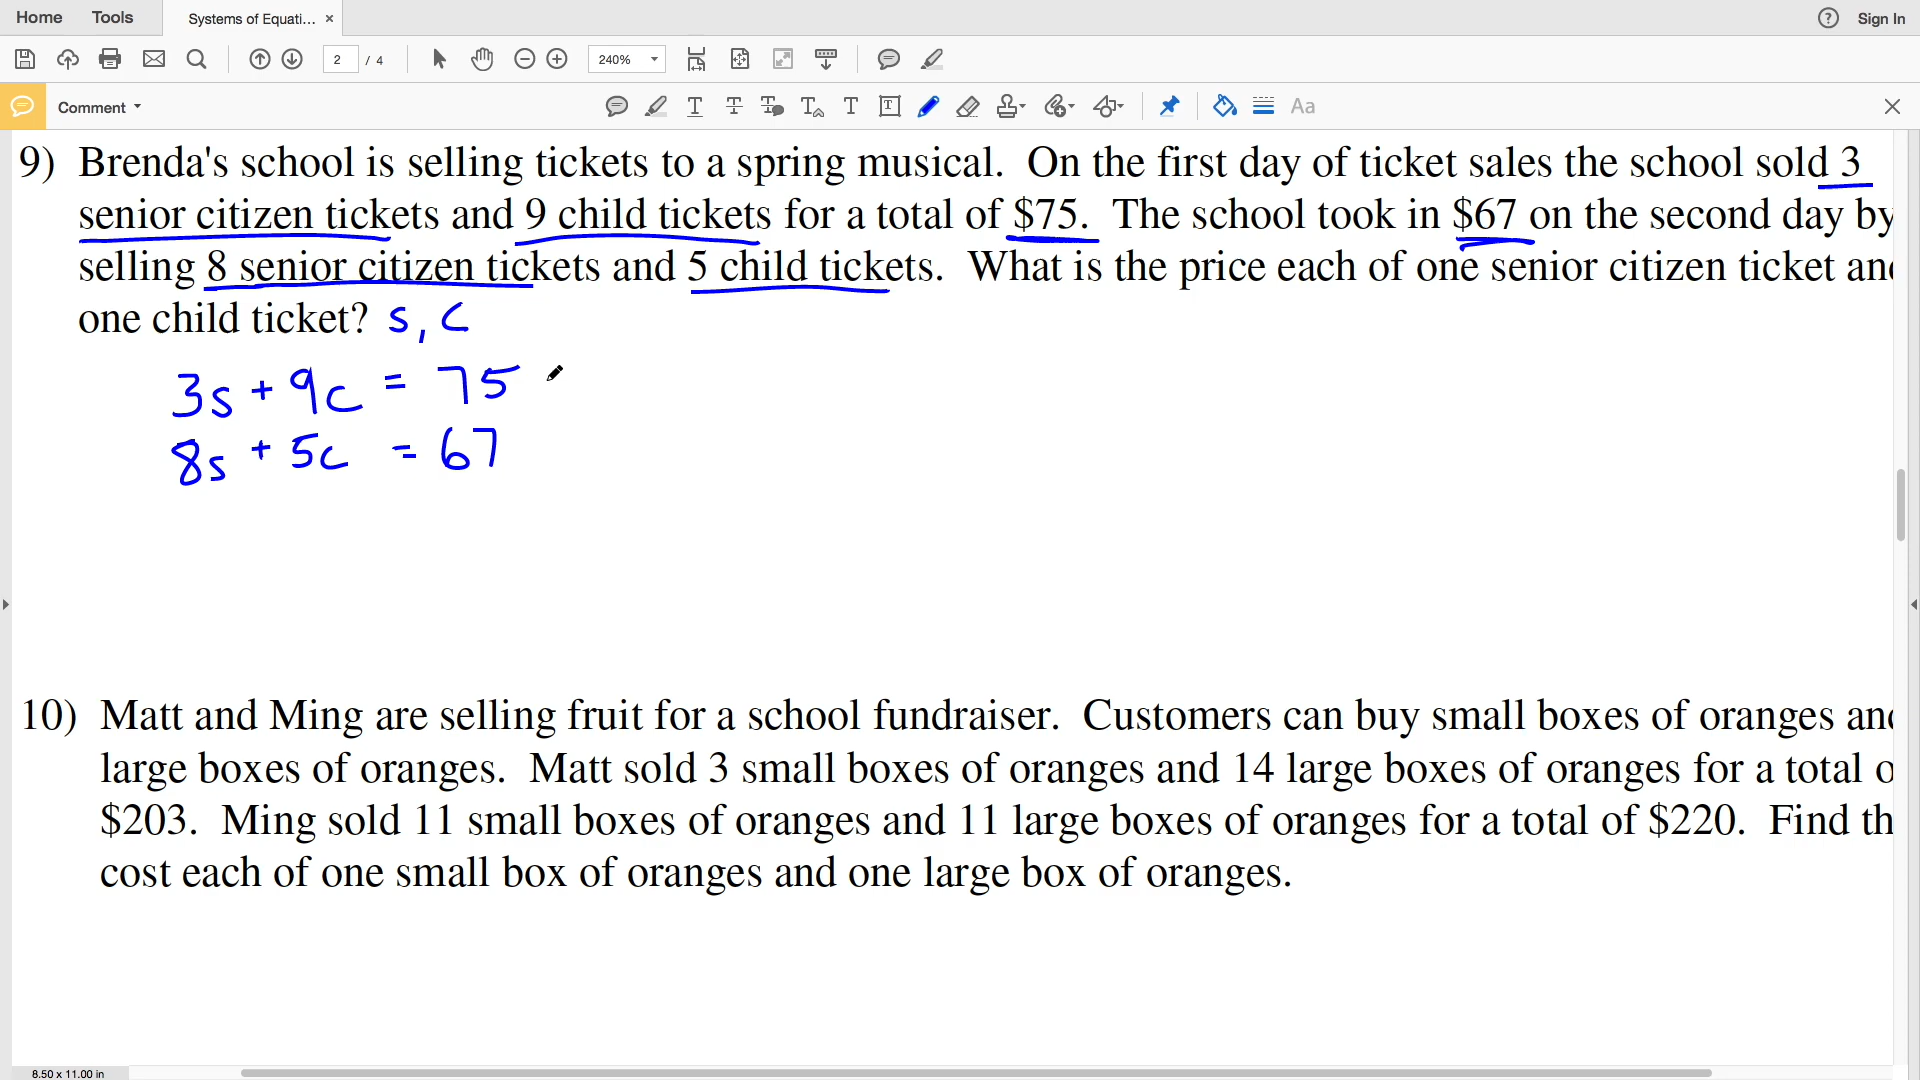 Home Tools Systems of Equati... × ? Sign In
2 / 4 240%
Comment T T T T T T Aa
9) Brenda's school is selling tickets to a spring musical. On the first day of ticket sales the school sold 3
senior citizen tickets and 9 child tickets for a total of $75. The school took in $67 on the second day by
selling 8 senior citizen tickets and 5 child tickets. What is the price each of one senior citizen ticket an
one child ticket? s, c
3s + 9c = 75
8s + 5c = 67
10) Matt and Ming are selling fruit for a school fundraiser. Customers can buy small boxes of oranges an
large boxes of oranges. Matt sold 3 small boxes of oranges and 14 large boxes of oranges for a total o
$203. Ming sold 11 small boxes of oranges and 11 large boxes of oranges for a total of $220. Find th
cost each of one small box of oranges and one large box of oranges.
8.50 x 11.00 in